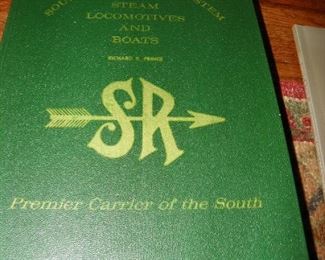 STEAM
LOCOMOTIVES
AND
BOATS
RICHARD E. PRINCE
SR
Premier Carrier of the South